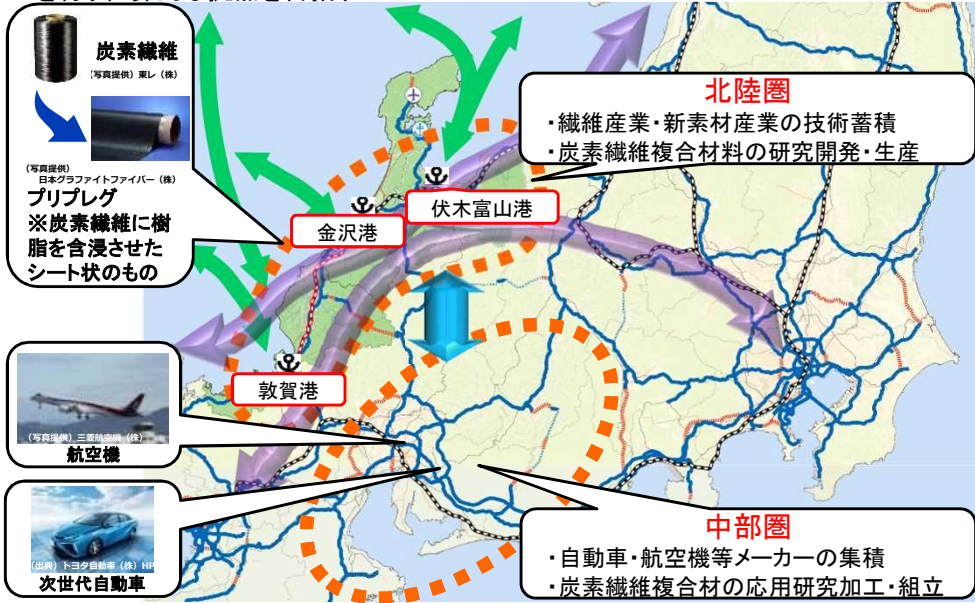 炭素繊維
(写真提供)東レ(株)
(写真提供)
日本グラファイトファイバー(株)
プリプレグ
※炭素繊維に樹
脂を含浸させた
シート状のもの
北陸圏
・繊維産業・新素材産業の技術蓄積
・炭素繊維複合材料の研究開発・生産
伏木富山港
金沢港
敦賀港
(写真提供)三菱航空機(株)
航空機
(出典)トヨタ自動車(株)HP
次世代自動車
中部圏
・自動車・航空機等メーカーの集積
・炭素繊維複合材の応用研究加工・組立